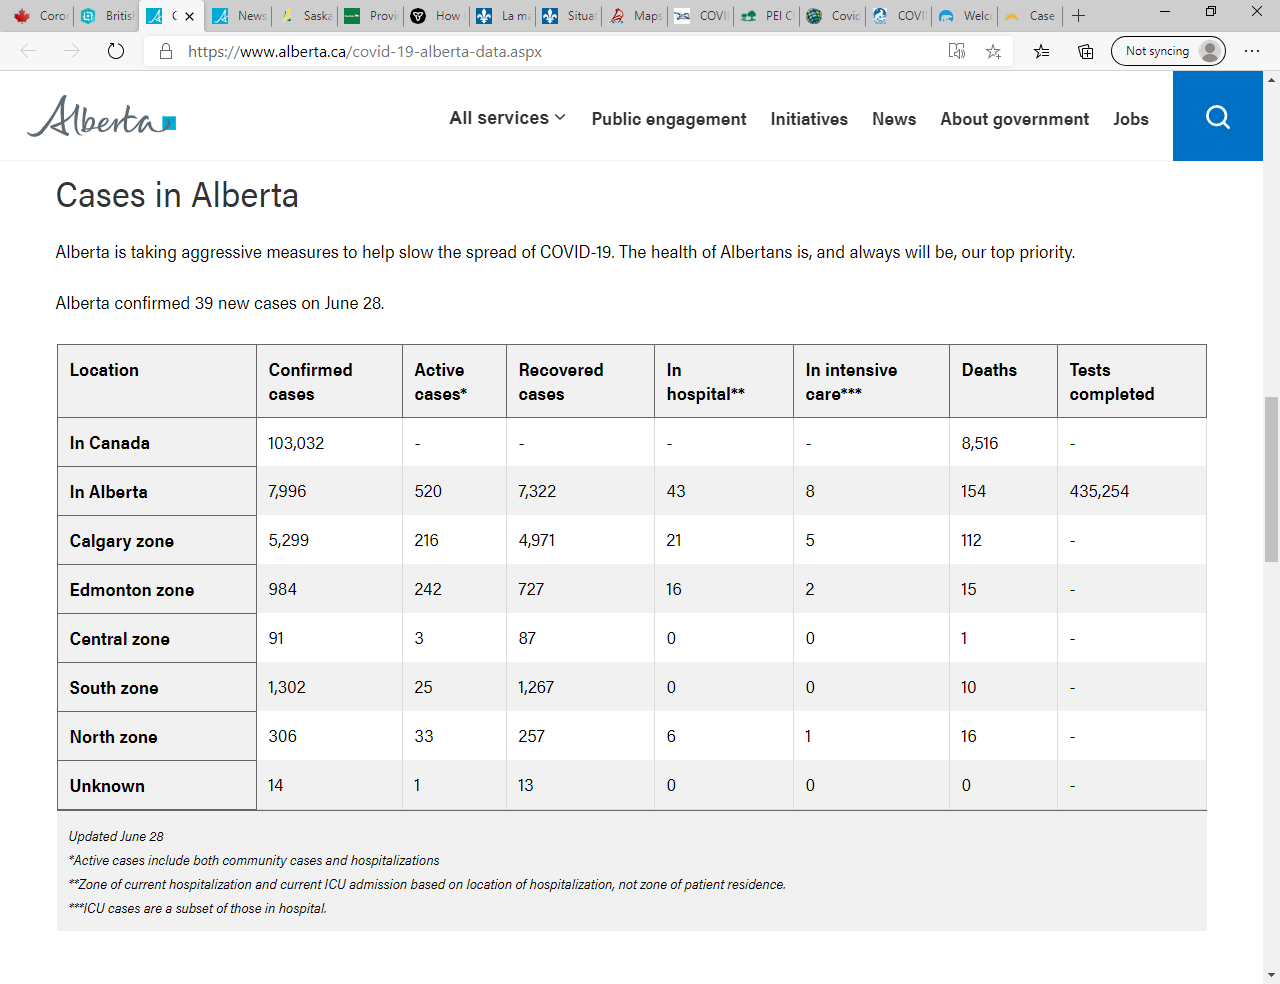 Coror
British
C
News
Saska
Provi
How
La ma
Situat
Maps
COVI
PEI C
Covid
COVI
Welc
Case
https://www.alberta.ca/covid-19-alberta-data.aspx
Not syncing
Alberta
All services
Public engagement
Initiatives
News
About government
Jobs
Cases in Alberta
Alberta is taking aggressive measures to help slow the spread of COVID-19. The health of Albertans is, and always will be, our top priority.
Alberta confirmed 39 new cases on June 28.
Location Confirmed cases Active cases* Recovered cases In hospital** In intensive care*** Deaths Tests completed
In Canada 103,032 - - - - 8,516 -
In Alberta 7,996 520 7,322 43 8 154 435,254
Calgary zone 5,299 216 4,971 21 5 112 -
Edmonton zone 984 242 727 16 2 15 -
Central zone 91 3 87 0 0 1 -
South zone 1,302 25 1,267 0 0 10 -
North zone 306 33 257 6 1 16 -
Unknown 14 1 13 0 0 0 -
Updated June 28
*Active cases include both community cases and hospitalizations
**Zone of current hospitalization and current ICU admission based on location of hospitalization, not zone of patient residence.
***ICU cases are a subset of those in hospital.